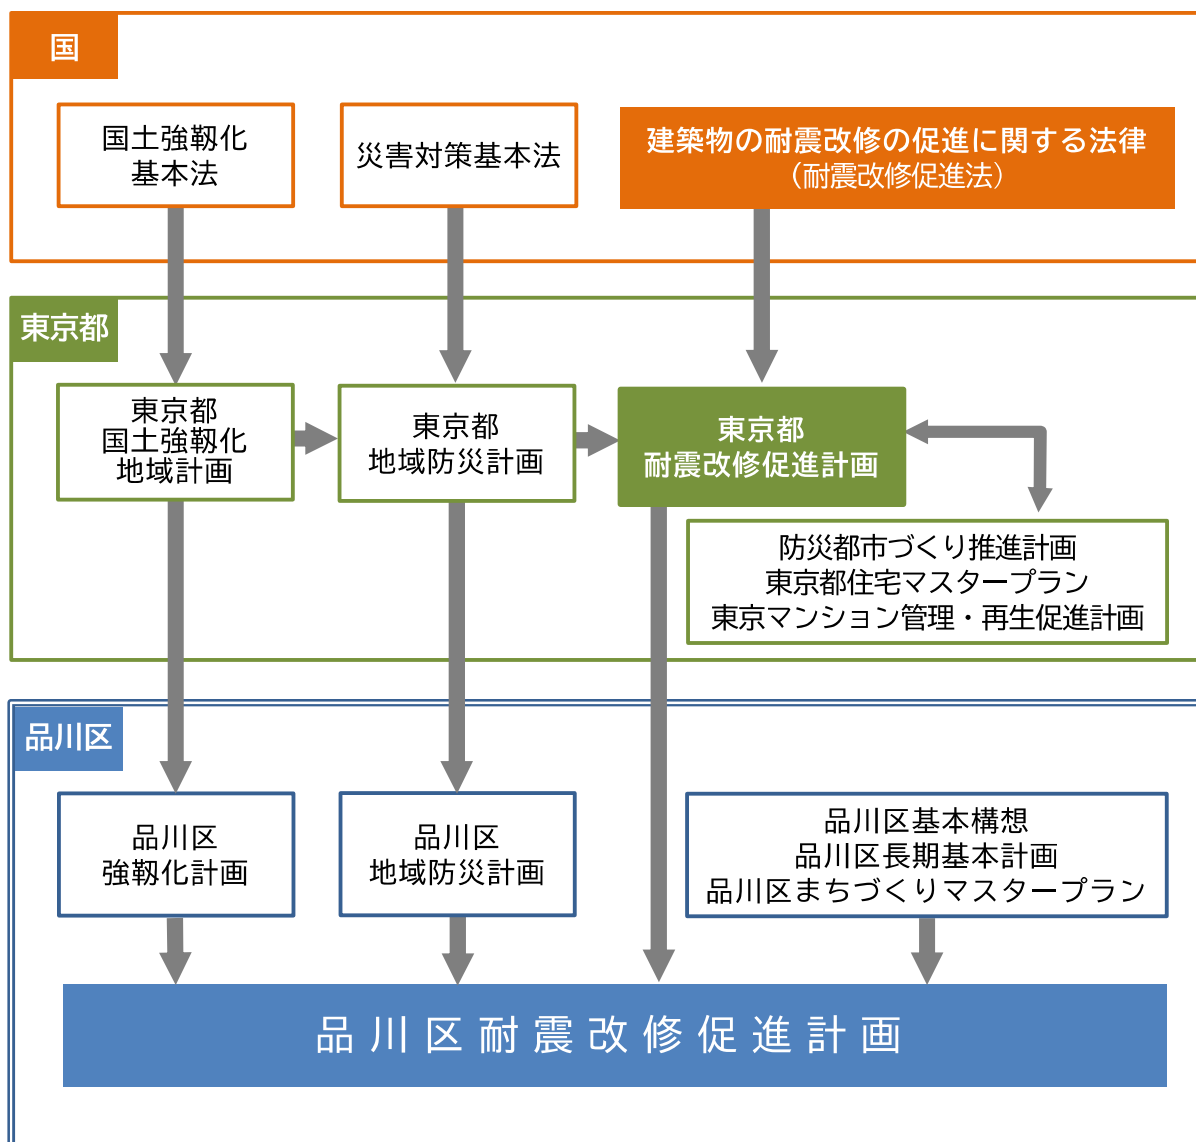 国
国土強靱化
基本法
災害対策基本法
建築物の耐震改修の促進に関する法律
（耐震改修促進法）
東京都
東京都
国土強靱化
地域計画
東京都
地域防災計画
東京都
耐震改修促進計画
防災都市づくり推進計画
東京都住宅マスタープラン
東京マンション管理・再生促進計画
品川区
品川区
強靱化計画
品川区
地域防災計画
品川区基本構想
品川区長期基本計画
品川区まちづくりマスタープラン
品川区耐震改修促進計画